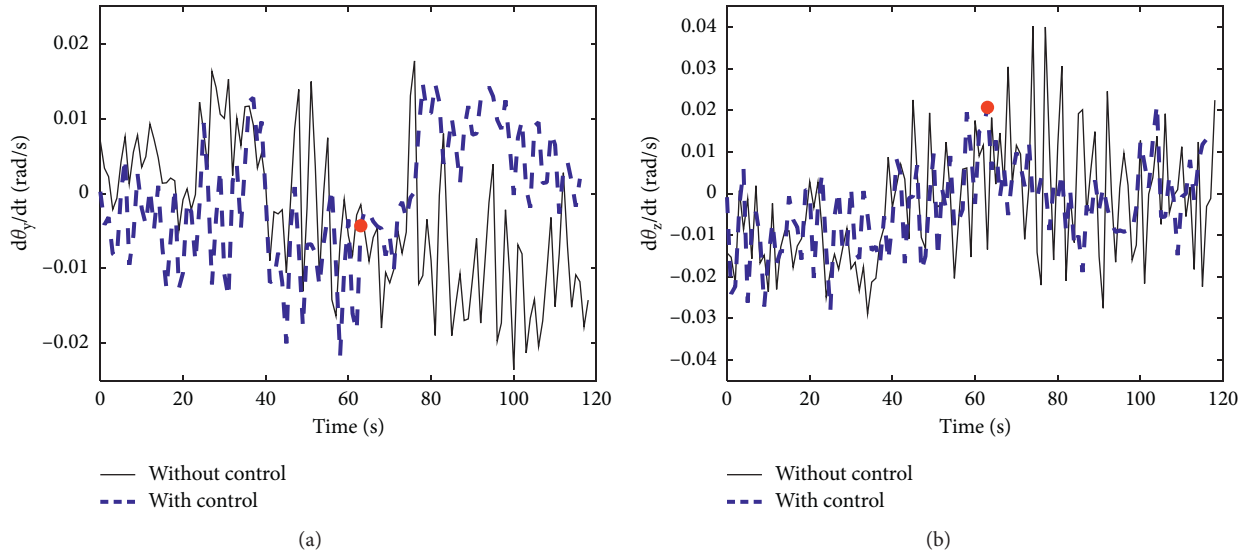 0.02
0.01
0
–0.01
–0.02
dθy/dt (rad/s)
0 20 40 60 80 100 120
Time (s)
Without control
With control
(a)
0.04
0.03
0.02
0.01
0
–0.01
–0.02
–0.03
–0.04
dθz/dt (rad/s)
0 20 40 60 80 100 120
Time (s)
Without control
With control
(b)